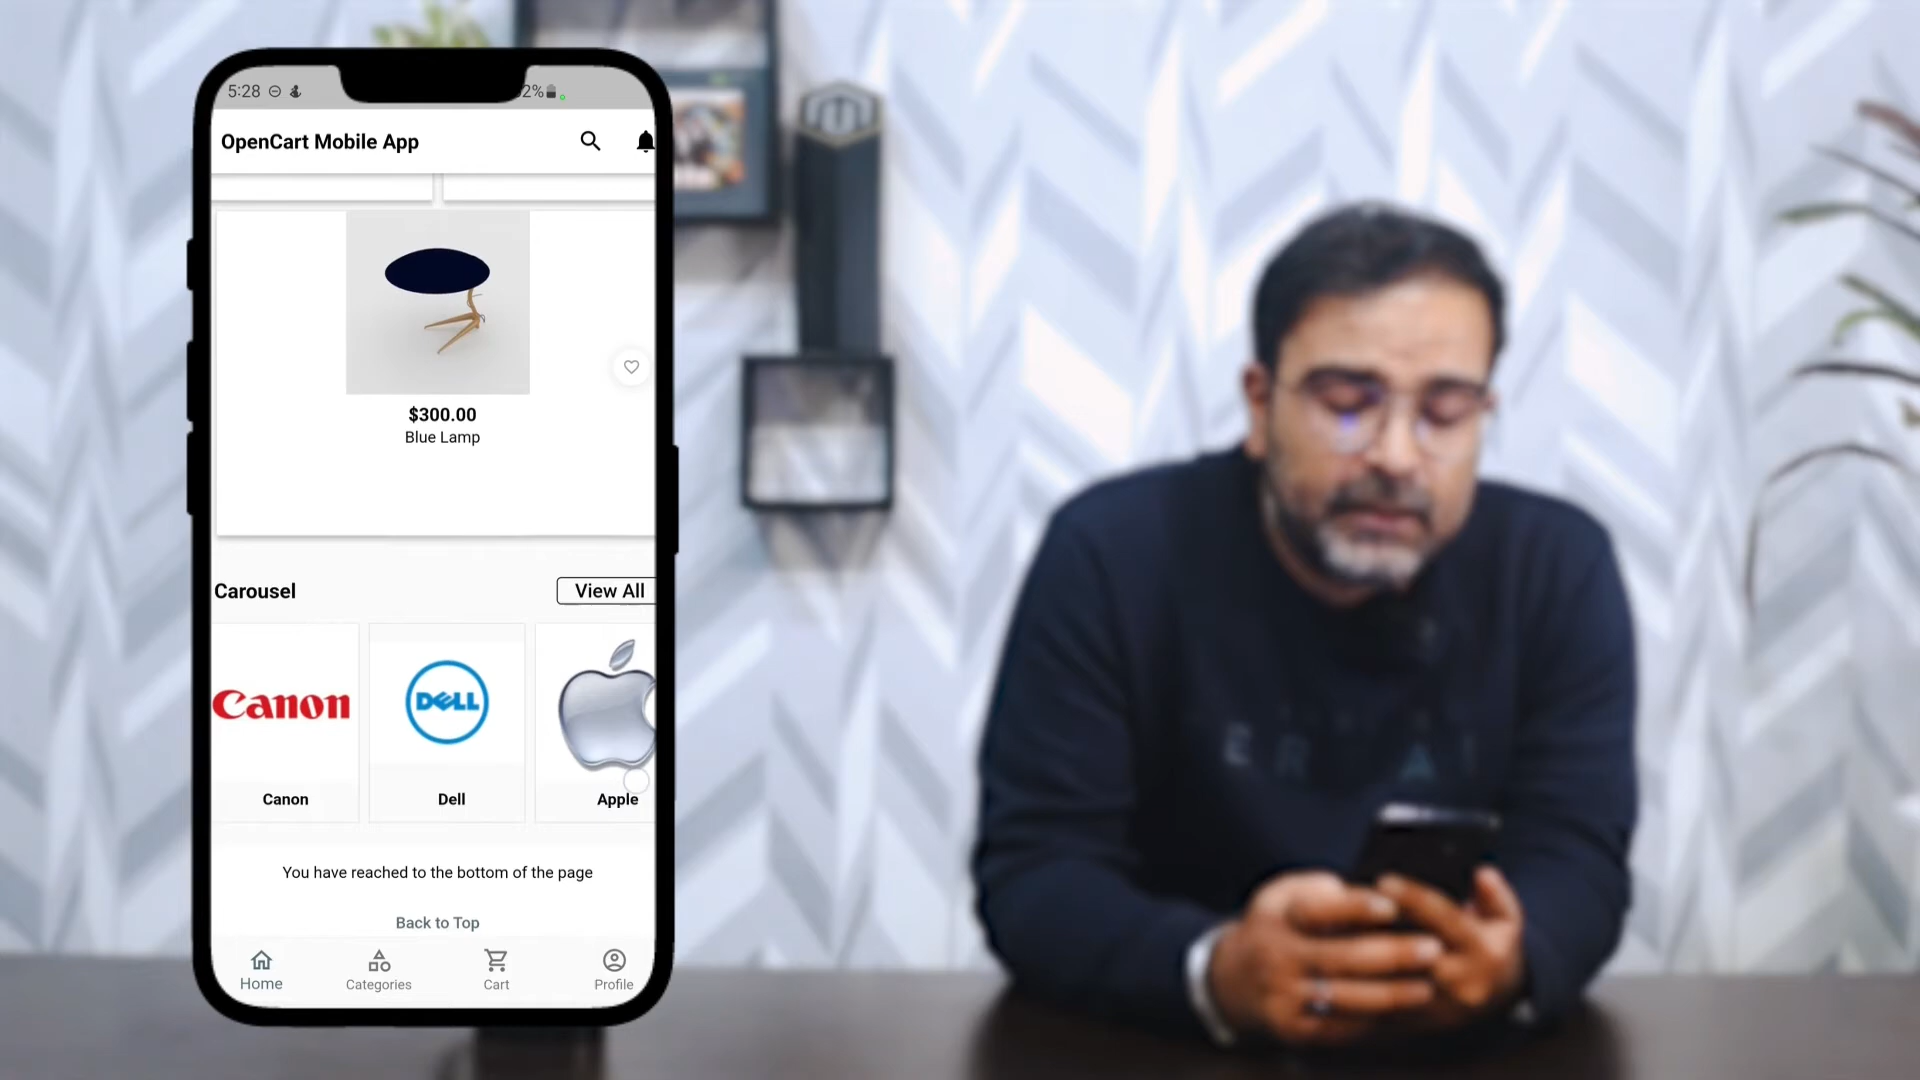 5:28
2%
OpenCart Mobile App
$300.00
Blue Lamp
Carousel
View All
Canon
DELL
Canon
Dell
Apple
You have reached to the bottom of the page
Back to Top
Home
Categories
Cart
Profile